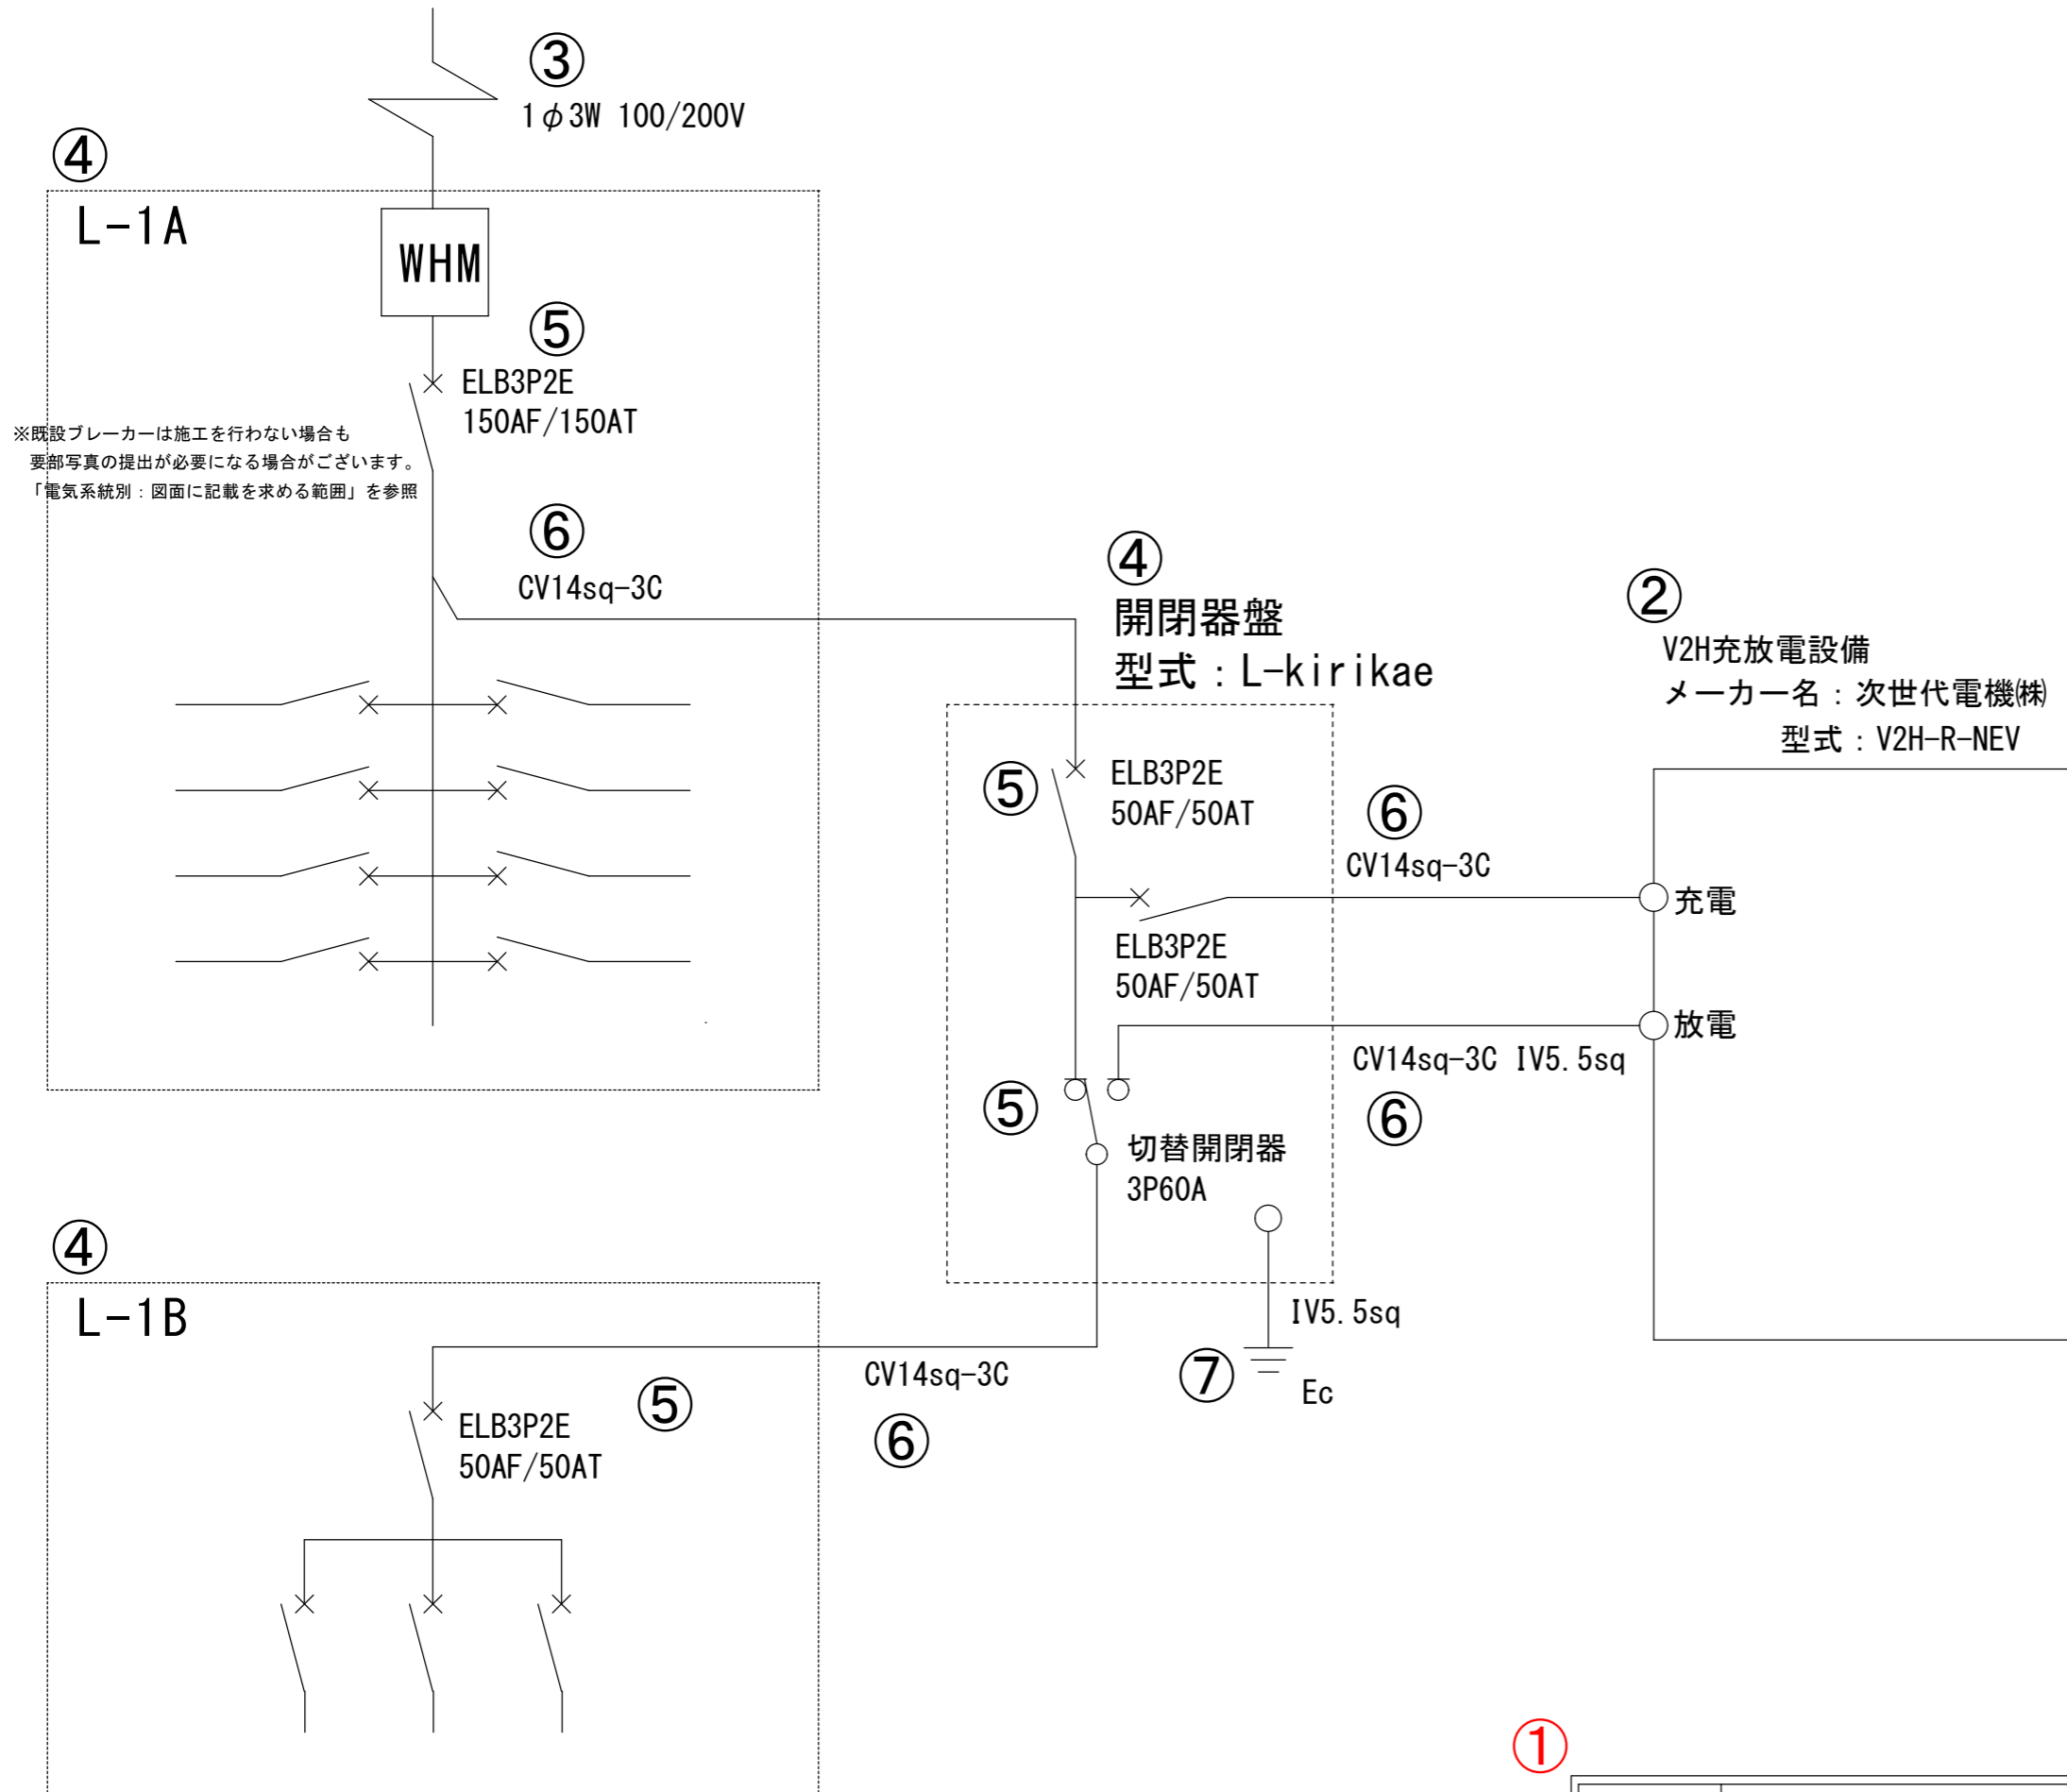 ③
1φ3W 100/200V
④
L-1A
WHM
⑤
ELB3P2E
150AF/150AT
※既設ブレーカーは施工を行わない場合も
要部写真の提出が必要になる場合がございます。
「電気系統別：図面に記載を求める範囲」を参照
⑥
CV14sq-3C
④
開閉器盤
型式：L-kirikae
②
V2H充放電設備
メーカー名：次世代電機㈱
型式：V2H-R-NEV
⑤
ELB3P2E
50AF/50AT
⑥
CV14sq-3C
充電
ELB3P2E
50AF/50AT
放電
CV14sq-3C IV5.5sq
⑥
⑤
切替開閉器
3P60A
④
L-1B
IV5.5sq
⑦
Ec
CV14sq-3C
⑥
⑤
ELB3P2E
50AF/50AT
①